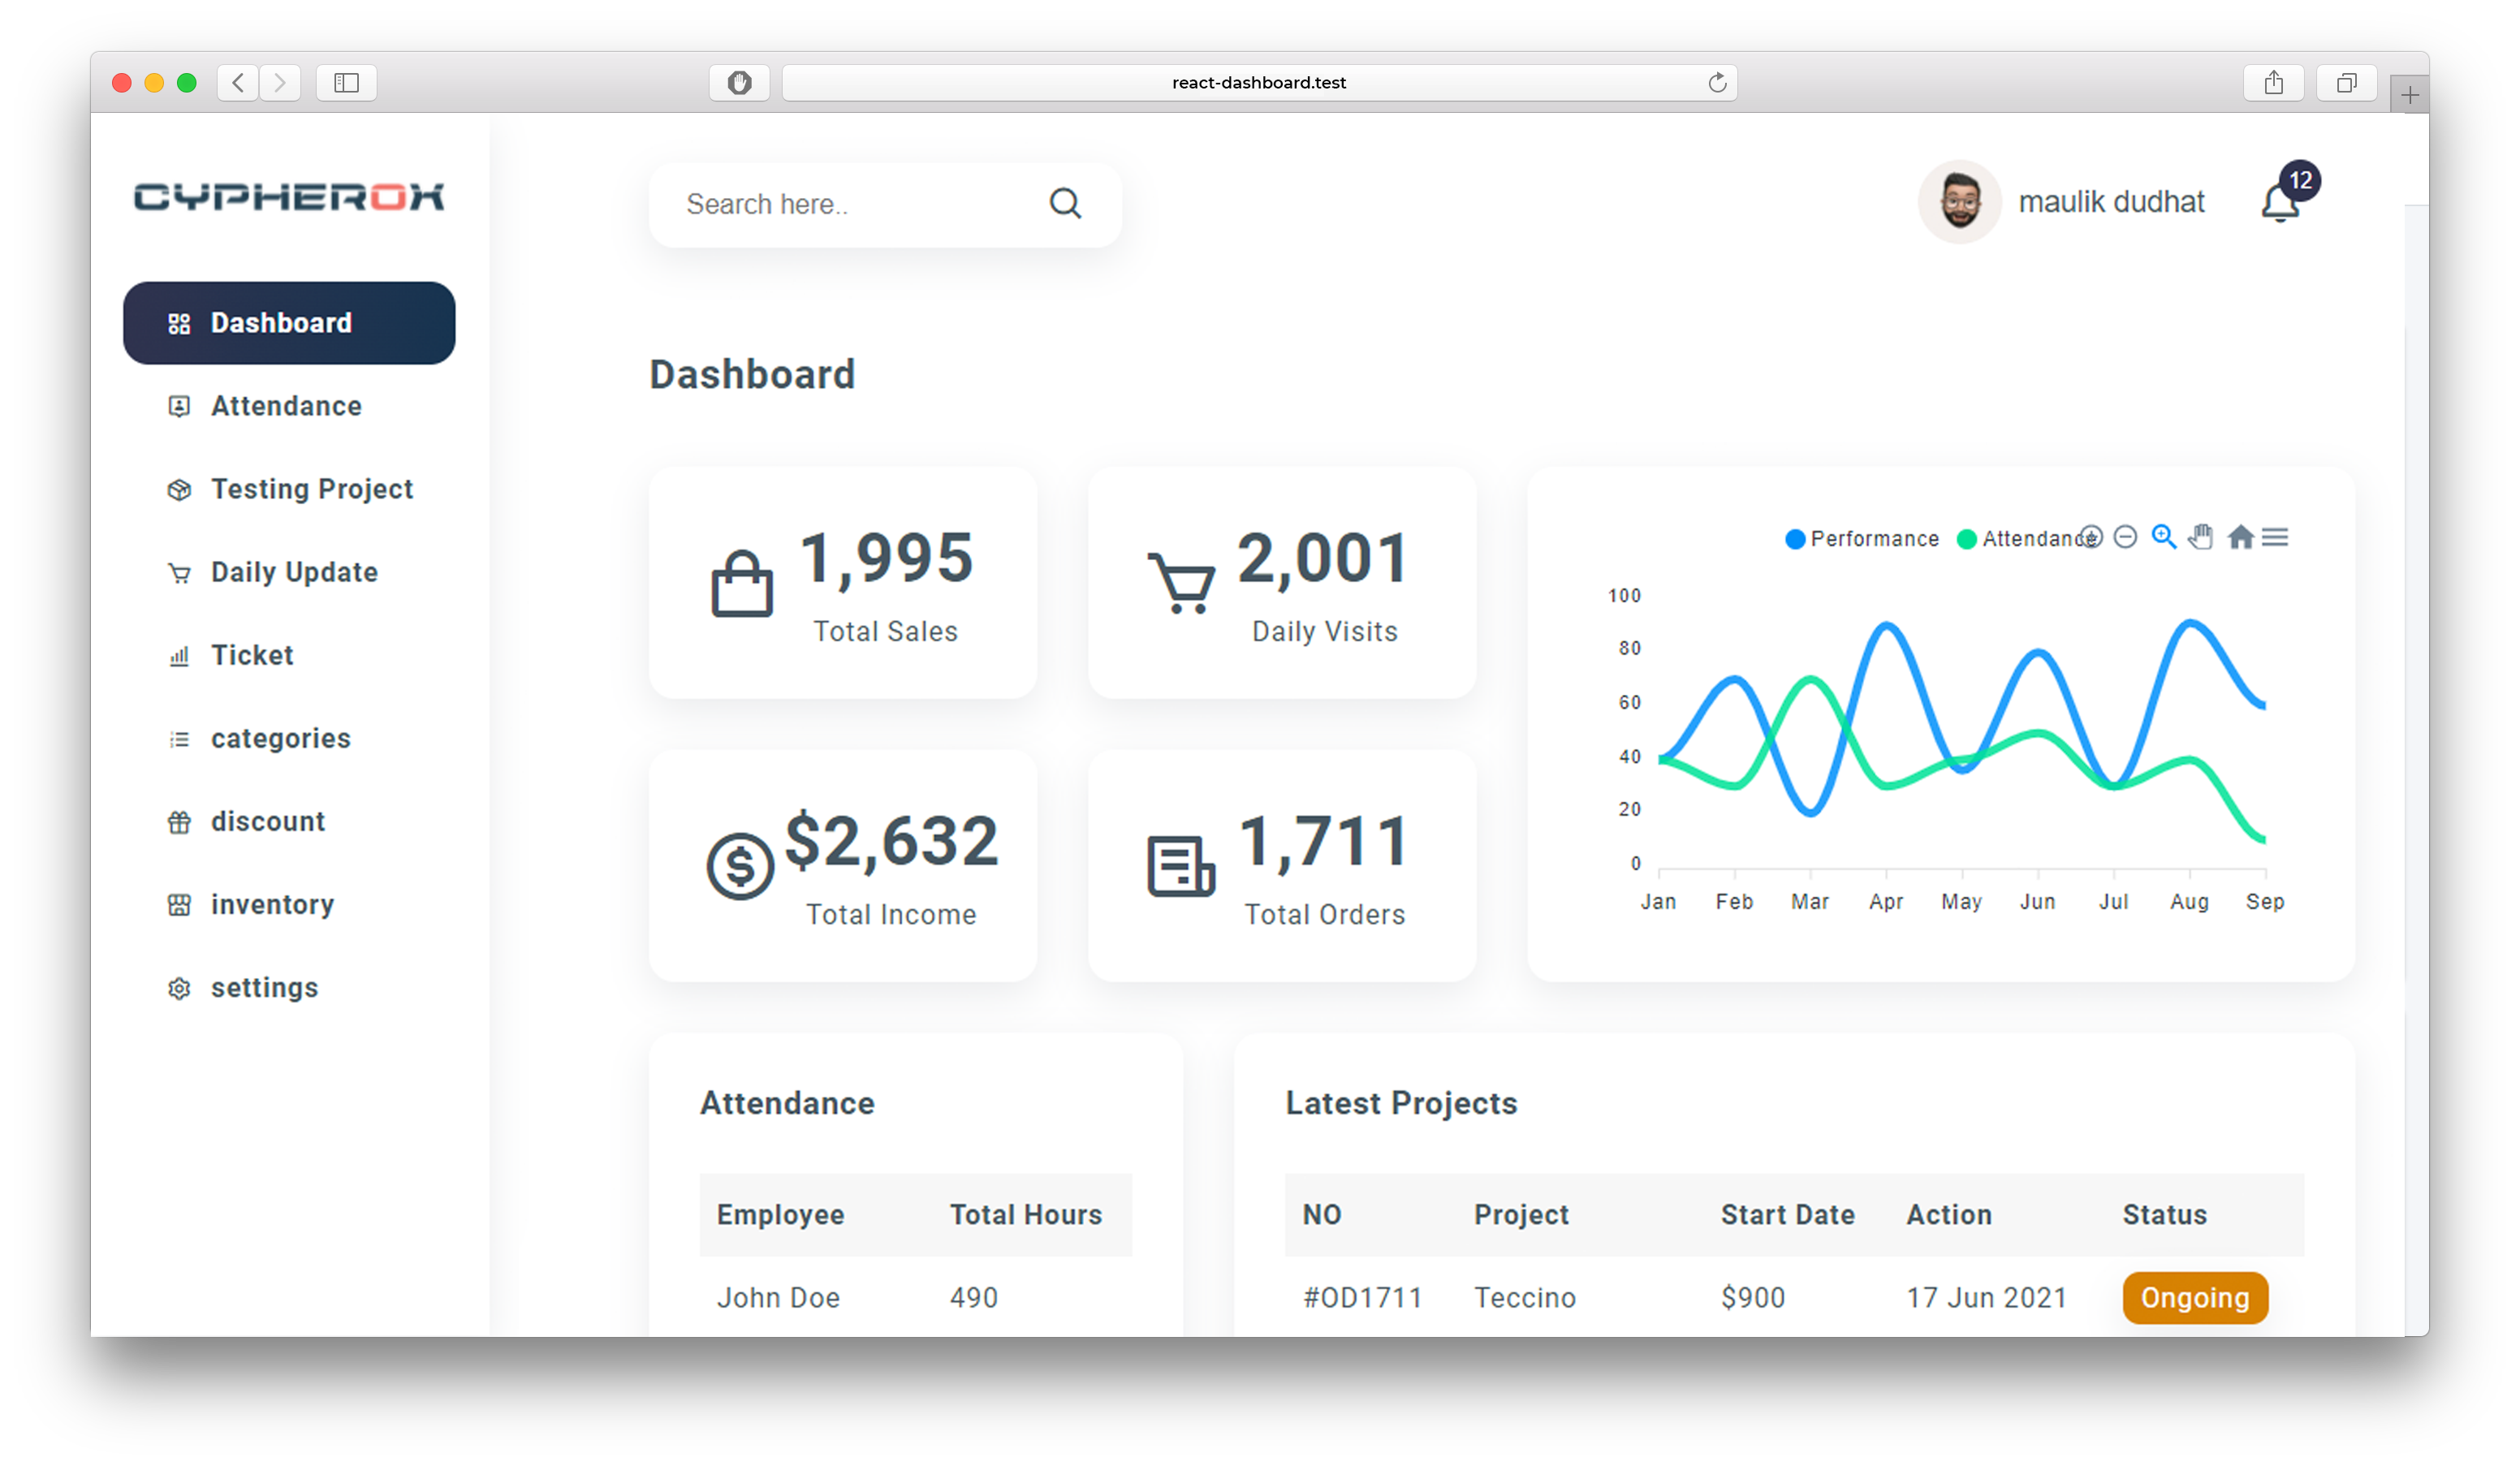 react-dashboard.test
CYPHEROX
Search here..
maulik dudhat
12
Dashboard
Attendance
Testing Project
Daily Update
Ticket
categories
discount
inventory
settings
Dashboard
1,995
Total Sales
2,001
Daily Visits
$2,632
Total Income
1,711
Total Orders
Performance Attendance
100
80
60
40
20
0
Jan Feb Mar Apr May Jun Jul Aug Sep
Attendance
Employee Total Hours
John Doe 490
Latest Projects
NO Project Start Date Action Status
#OD1711 Teccino $900 17 Jun 2021 Ongoing